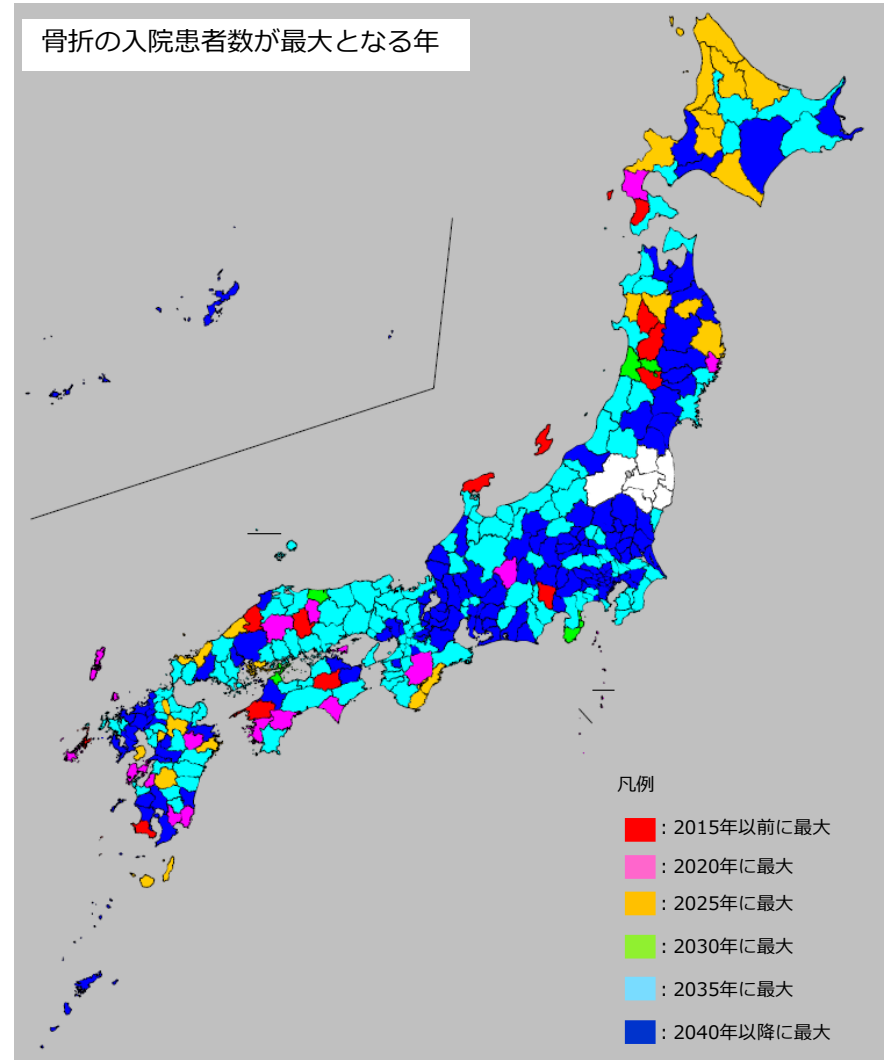 骨折の入院患者数が最大となる年
凡例
：2015年以前に最大
：2020年に最大
：2025年に最大
：2030年に最大
：2035年に最大
：2040年以降に最大